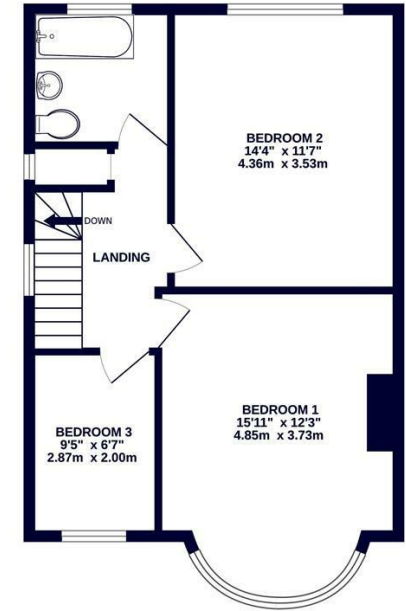 BEDROOM 2
14'4" x 11'7"
4.36m x 3.53m
DOWN
LANDING
BEDROOM 1
15'11" x 12'3"
4.85m x 3.73m
BEDROOM 3
9'5" x 6'7"
2.87m x 2.00m